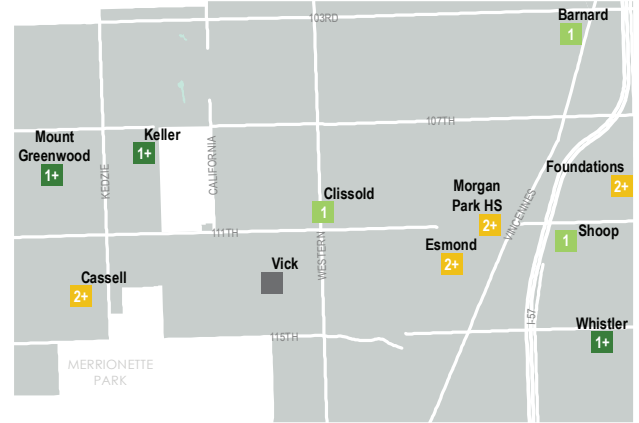 103RD
Barnard
1
107TH
Mount
Greenwood
1+
Keller
1+
KEDZIE
CALIFORNIA
Foundations
2+
Clissold
1
Morgan
Park HS
2+
VINCENNES
Shoop
1
111TH
WESTERN
Esmond
2+
Vick
Cassell
2+
I-57
Whistler
1+
115TH
MERRIONETTE
PARK